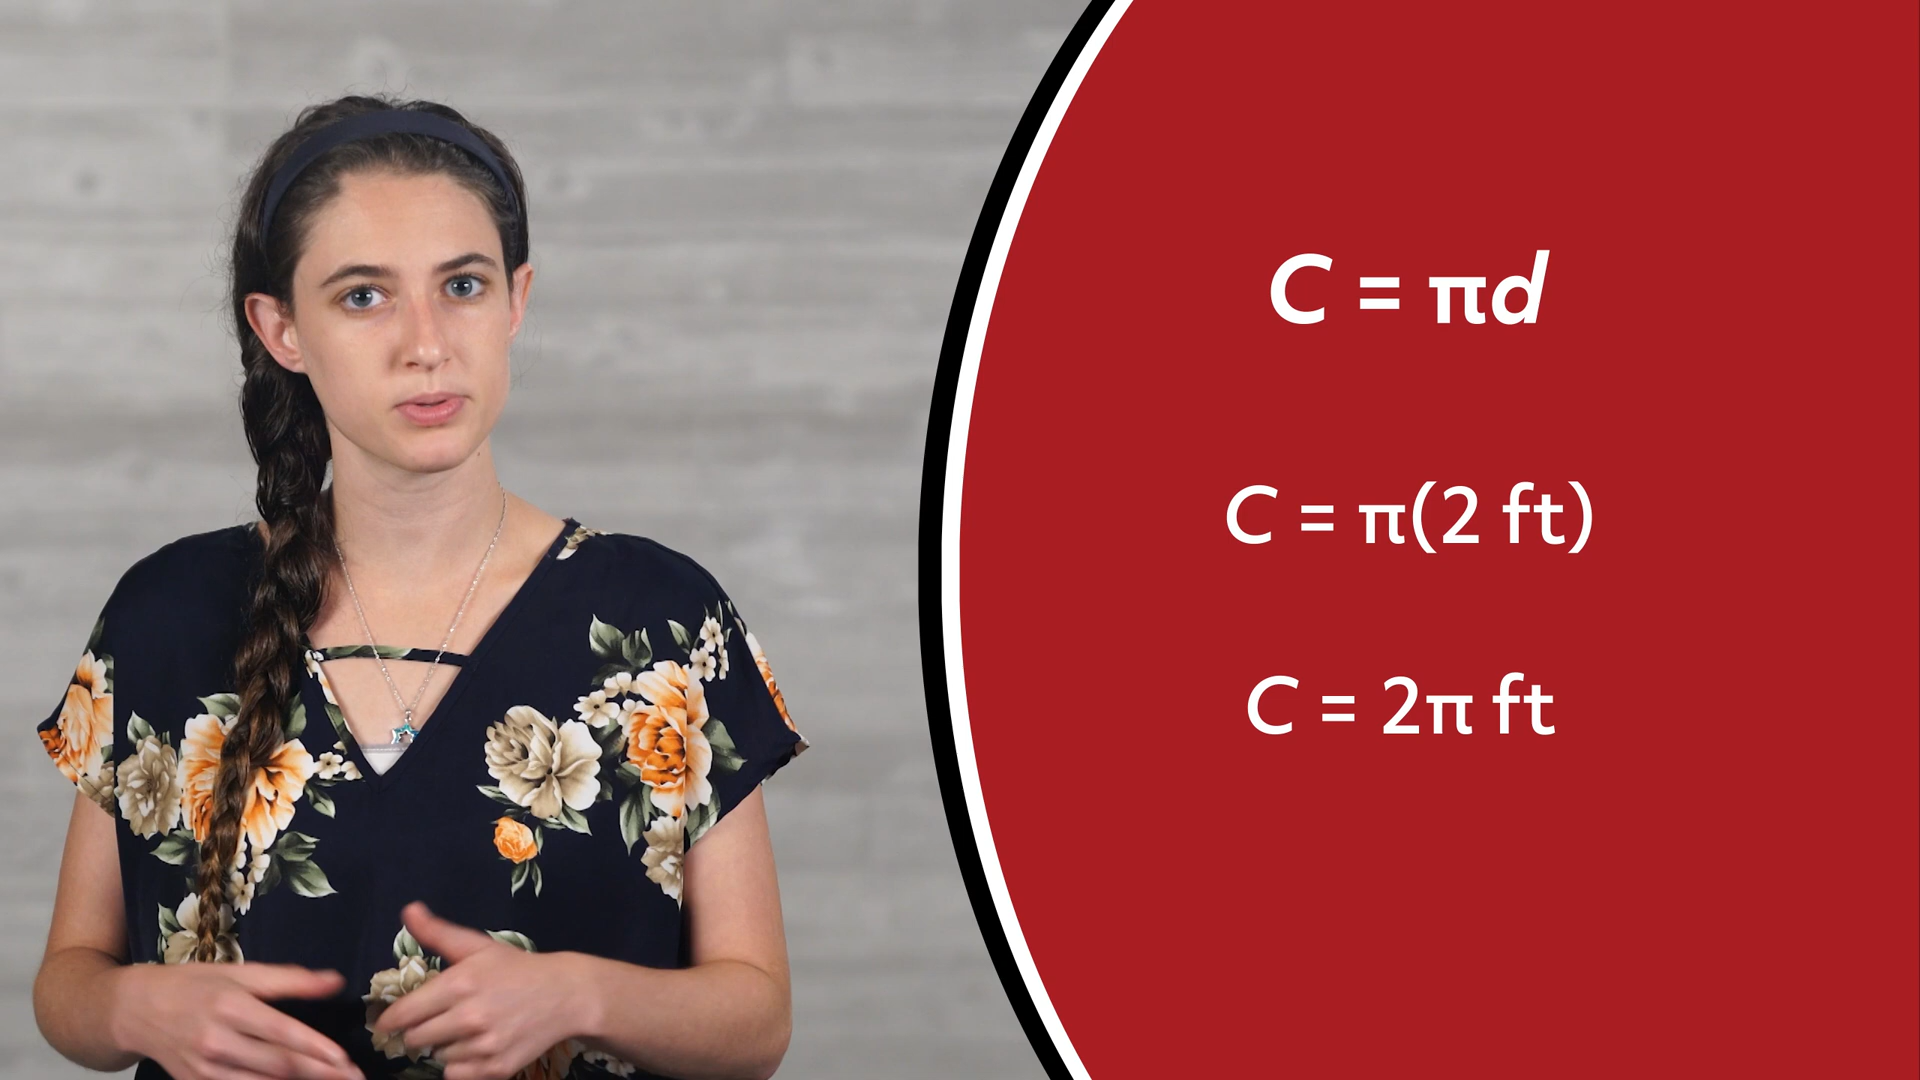 C = πd
C = π(2 ft)
C = 2π ft